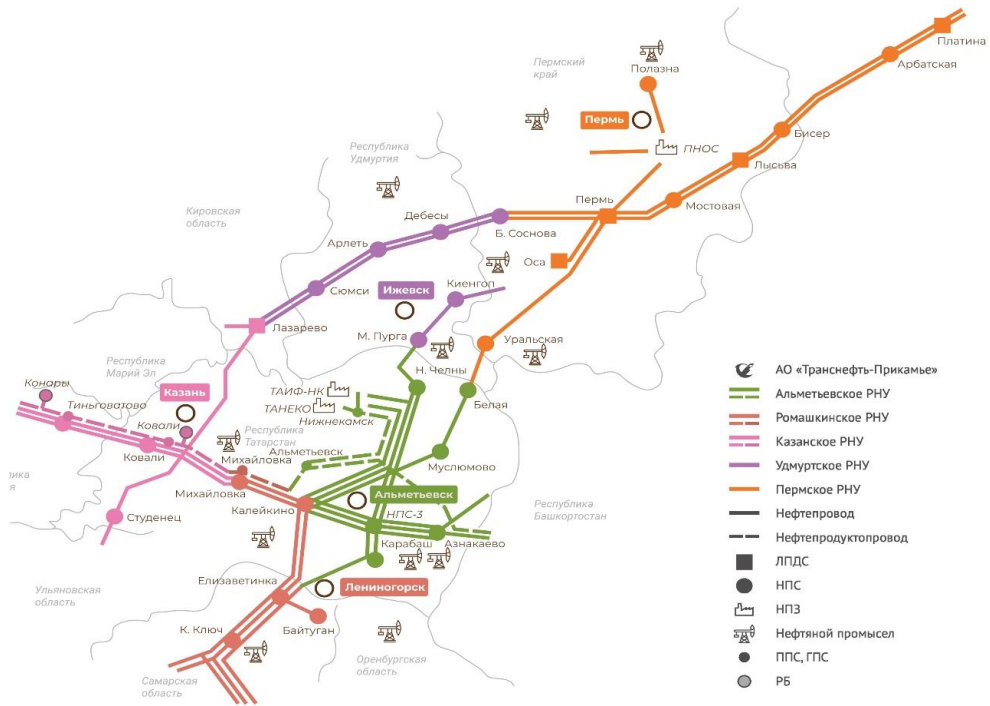 Платина
Арбатская
Пермский
край
Полазна
Пермь
Бисер
ПНОС
Республика
Удмуртия
Лысьва
Кировская
область
Дебесы
Пермь
Мостовая
Б. Соснова
Арлеть
Оса
Сюмси
Ижевск
Киенгоп
Лазарево
М. Пурга
Уральская
Республика
Марий Эл
Н. Челны
АО «Транснефть-Прикамье»
Конары
Казань
ТАИФ-НК
Альметьевское РНУ
Тиньговатово
ТАНЕКО
Белая
Нижнекамск
Ромашкинское РНУ
Ковали
Республика
Татарстан
Казанское РНУ
Ковали
Михайловка
Альметьевск
Муслюмово
Удмуртское РНУ
лика
я
Михайловка
Альметьевск
Пермское РНУ
Студенец
Калейкино
НПС-3
Республика
Башкортостан
Нефтепровод
Карабаш
Азнакаево
Нефтепродуктопровод
ЛПДС
Ульяновская
область
Елизаветинка
Лениногорск
НПС
НПЗ
К. Ключ
Байтуган
Нефтяной промысел
Оренбургская
область
ППС, ГПС
Самарская
область
РБ